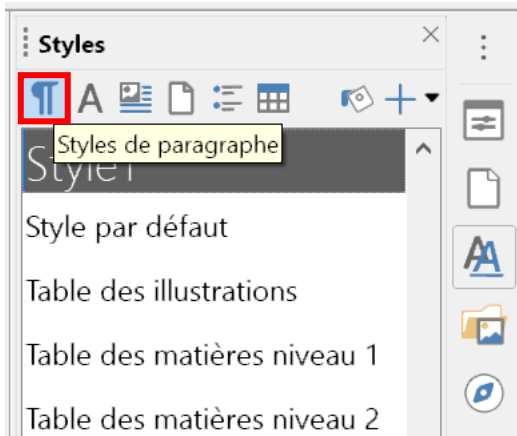 Styles
Styles de paragraphe
Style1
Style par défaut
Table des illustrations
Table des matières niveau 1
Table des matières niveau 2